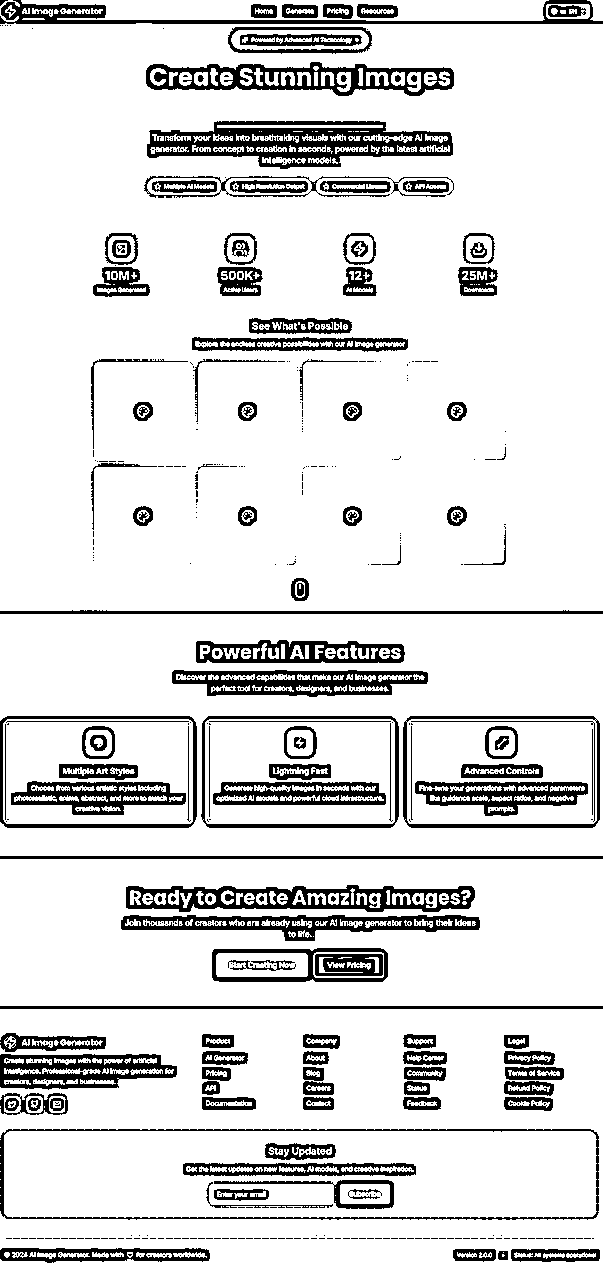 AI Image Generator
Home Generate Pricing Resources
EN
Powered by Advanced AI Technology
Create Stunning Images
Transform your ideas into breathtaking visuals with our cutting-edge AI image
generator. From concept to creation in seconds, powered by the latest artificial
intelligence models.
Multiple AI Models High Resolution Output Commercial License API Access
10M+ 500K+ 12+ 25M+
Images Generated Active Users AI Models Downloads
See What's Possible
Explore the endless creative possibilities with our AI image generator
Powerful AI Features
Discover the advanced capabilities that make our AI image generator the
perfect tool for creators, designers, and businesses.
Multiple Art Styles
Choose from various artistic styles including
photorealistic, anime, abstract, and more to match your
creative vision.
Lightning Fast
Generate high-quality images in seconds with our
optimized AI models and powerful cloud infrastructure.
Advanced Controls
Fine-tune your generations with advanced parameters
like guidance scale, aspect ratios, and negative
prompts.
Ready to Create Amazing Images?
Join thousands of creators who are already using our AI image generator to bring their ideas
to life.
Start Creating Now View Pricing
AI Image Generator
Create stunning images with the power of artificial
intelligence. Professional-grade AI image generation for
creators, designers, and businesses.
Product
AI Generator
Pricing
API
Documentation
Company
About
Blog
Careers
Contact
Support
Help Center
Community
Status
Feedback
Legal
Privacy Policy
Terms of Service
Refund Policy
Cookie Policy
Stay Updated
Get the latest updates on new features, AI models, and creative inspiration.
Enter your email Subscribe
© 2024 AI Image Generator. Made with ♡ for creators worldwide.
Version 2.0.0 • Status: All systems operational